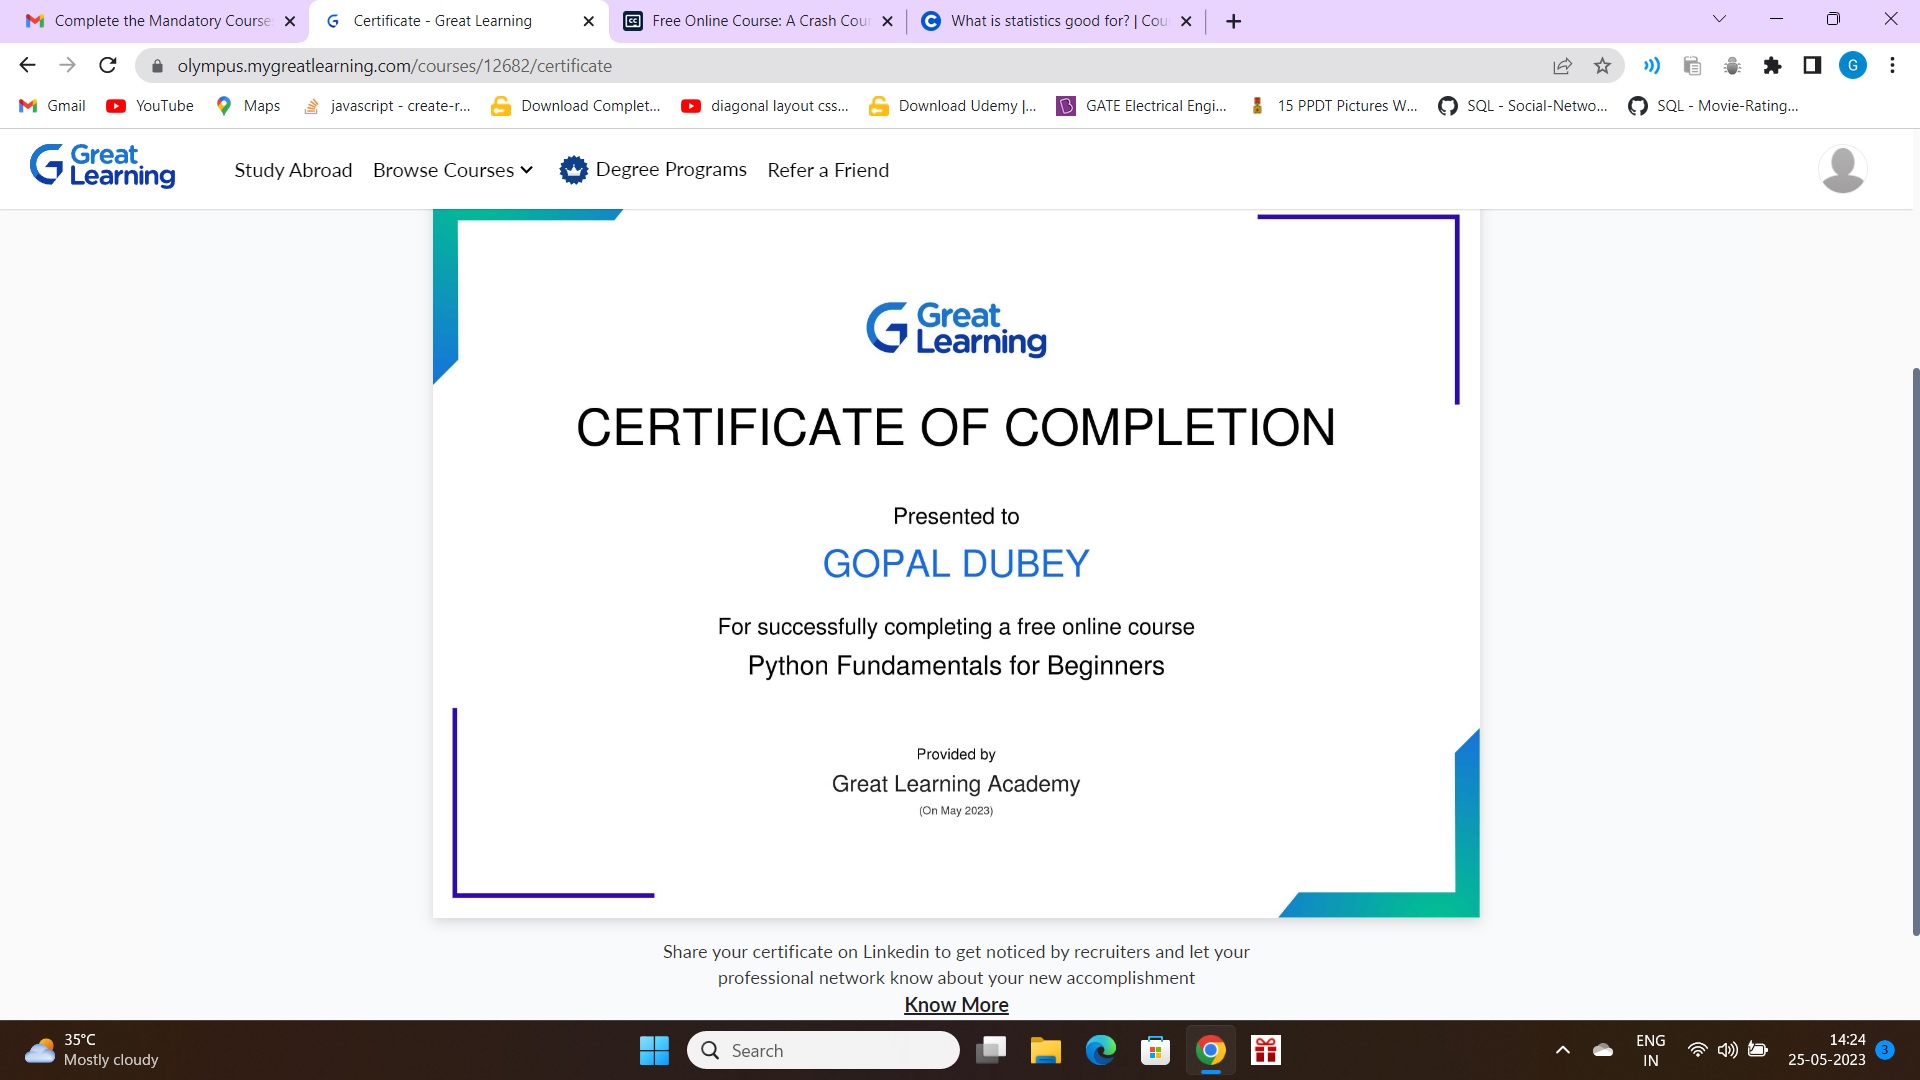 Complete the Mandatory Course
Certificate - Great Learning
Free Online Course: A Crash Cour
What is statistics good for? | Cou
olympus.mygreatlearning.com/courses/12682/certificate
G
Gmail
YouTube
Maps
javascript - create-r...
Download Complet...
diagonal layout css...
Download Udemy |...
GATE Electrical Engi...
15 PPDT Pictures W...
SQL - Social-Netwo...
SQL - Movie-Rating...
Great
Learning
Study Abroad
Browse Courses
Degree Programs
Refer a Friend
Great
Learning
CERTIFICATE OF COMPLETION
Presented to
GOPAL DUBEY
For successfully completing a free online course
Python Fundamentals for Beginners
Provided by
Great Learning Academy
(On May 2023)
Share your certificate on Linkedin to get noticed by recruiters and let your
professional network know about your new accomplishment
Know More
35°C
Mostly cloudy
Search
ENG
IN
14:24
25-05-2023
3